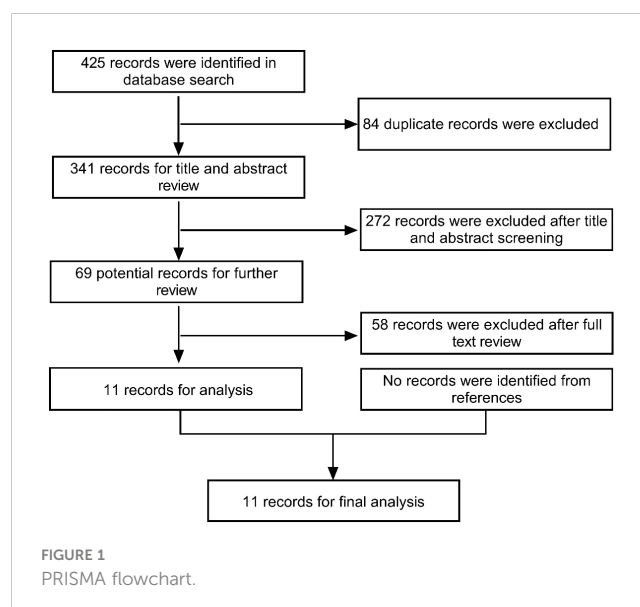 425 records were identified in
database search
84 duplicate records were excluded
341 records for title and abstract
review
272 records were excluded after title
and abstract screening
69 potential records for further
review
58 records were excluded after full
text review
11 records for analysis
No records were identified from
references
11 records for final analysis
FIGURE 1
PRISMA flowchart.